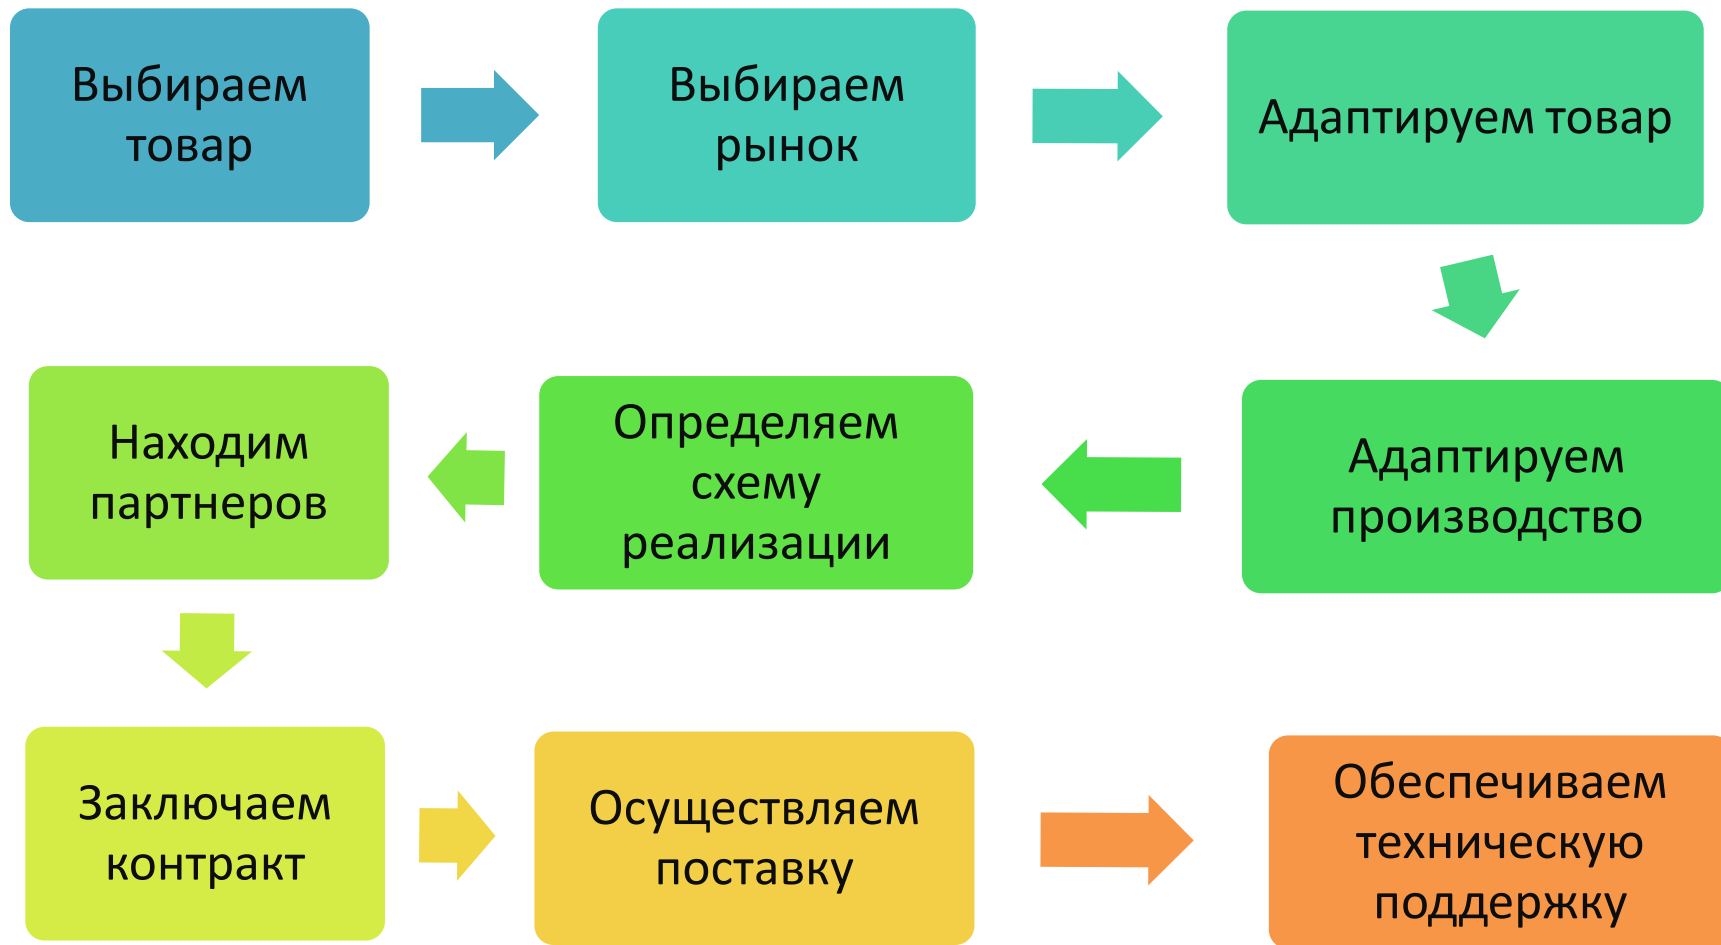 Выбираем
товар
Выбираем
рынок
Адаптируем товар
Адаптируем
производство
Определяем
схему
реализации
Находим
партнеров
Заключаем
контракт
Осуществляем
поставку
Обеспечиваем
техническую
поддержку